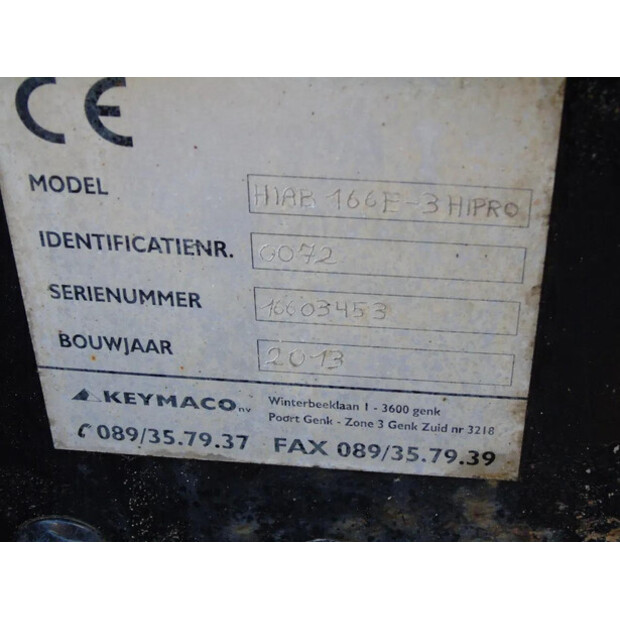 CE
MODEL HIAB 166E-3 HIPRO
IDENTIFICATIENR. 0072
SERIENUMMER 16603453
BOUWJAAR 2013
KEYMACO nv Winterbeeklaan 1 - 3600 genk
Poort Genk - Zone 3 Genk Zuid nr 3218
089/35.79.37 FAX 089/35.79.39